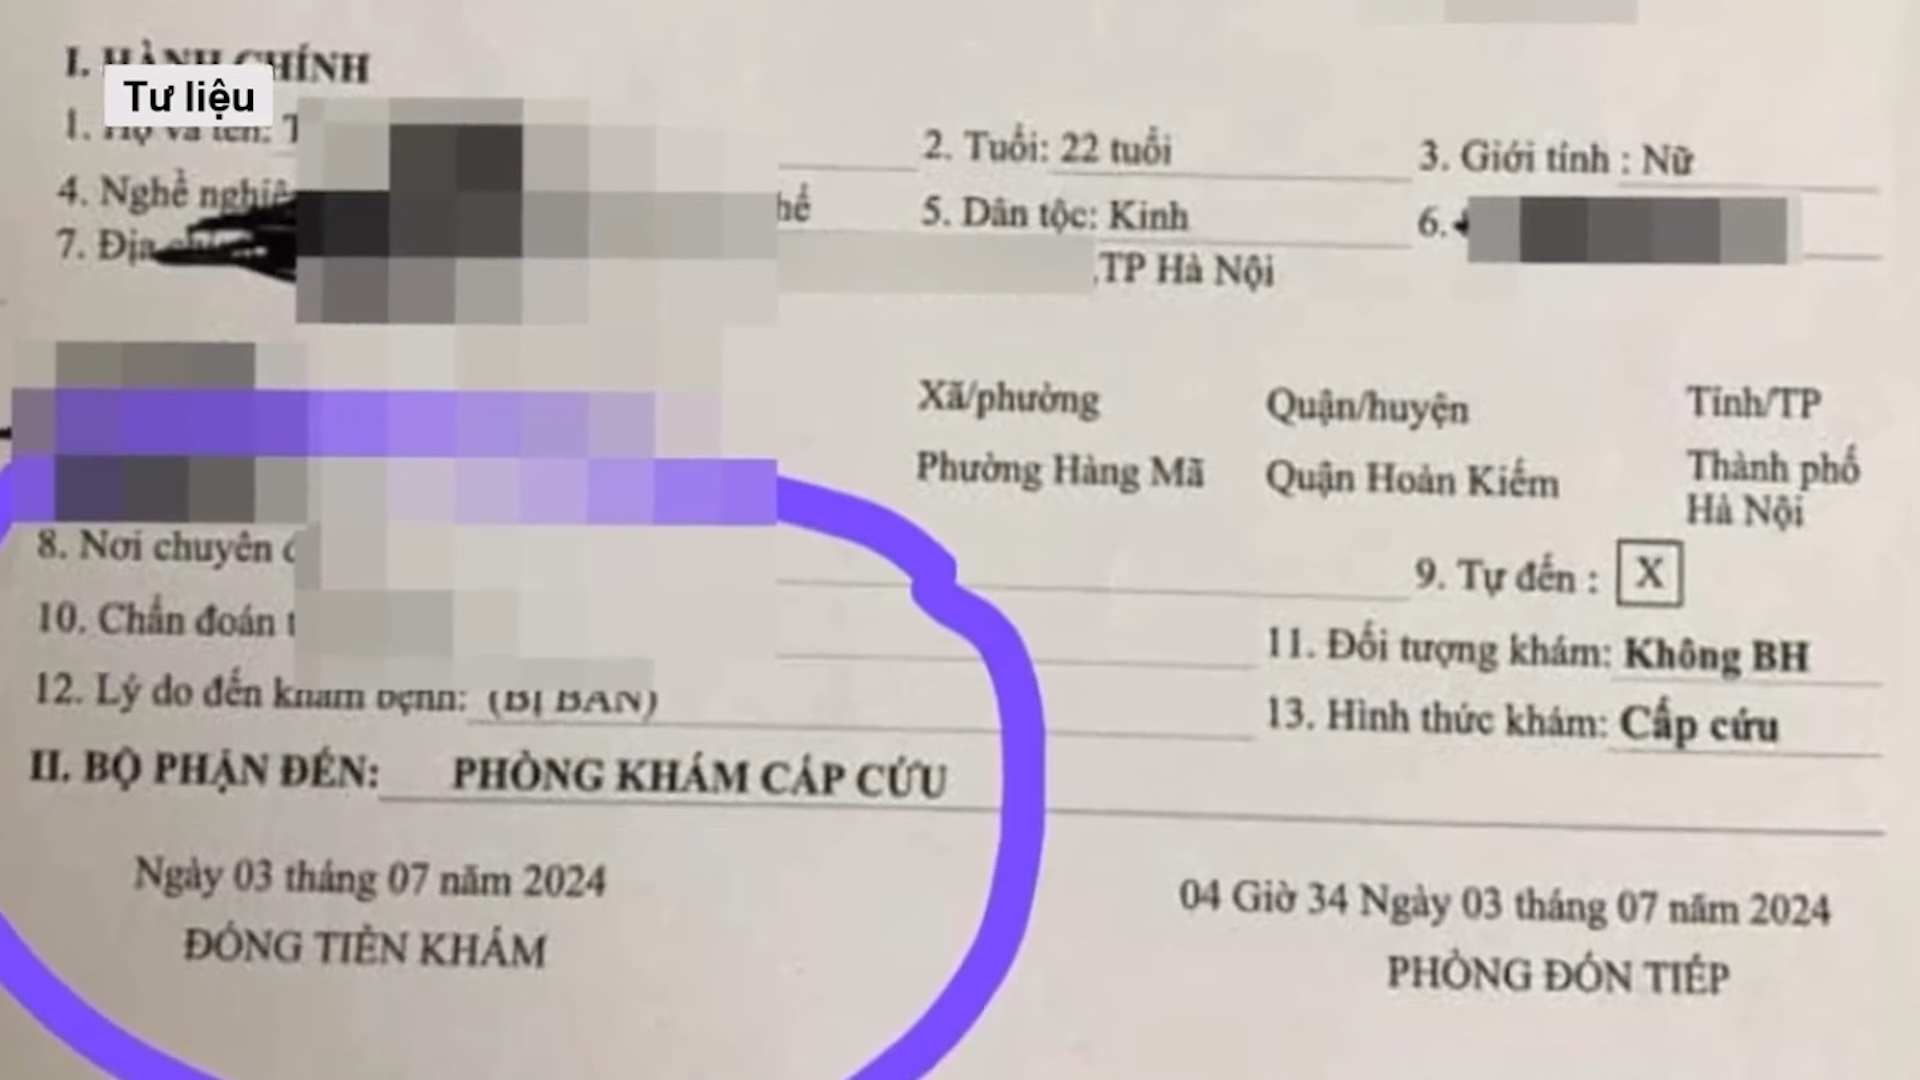 I. HÀNH CHÍNH
Tư liệu
1. Họ và tên: T
2. Tuổi: 22 tuổi
3. Giới tính : Nữ
4. Nghề nghiệ
5. Dân tộc: Kinh
6.
7. Địa
,TP Hà Nội
Xã/phường Quận/huyện Tỉnh/TP
Phường Hàng Mã Quận Hoàn Kiếm Thành phố
Hà Nội
8. Nơi chuyên
9. Tự đến : X
10. Chẩn đoán t
11. Đối tượng khám: Không BH
12. Lý do đến khám bệnh: (BỊ BẮN)
13. Hình thức khám: Cấp cứu
II. BỘ PHẬN ĐẾN: PHÒNG KHÁM CẤP CỨU
Ngày 03 tháng 07 năm 2024
04 Giờ 34 Ngày 03 tháng 07 năm 2024
ĐÓNG TIỀN KHÁM
PHÒNG ĐÓN TIẾP